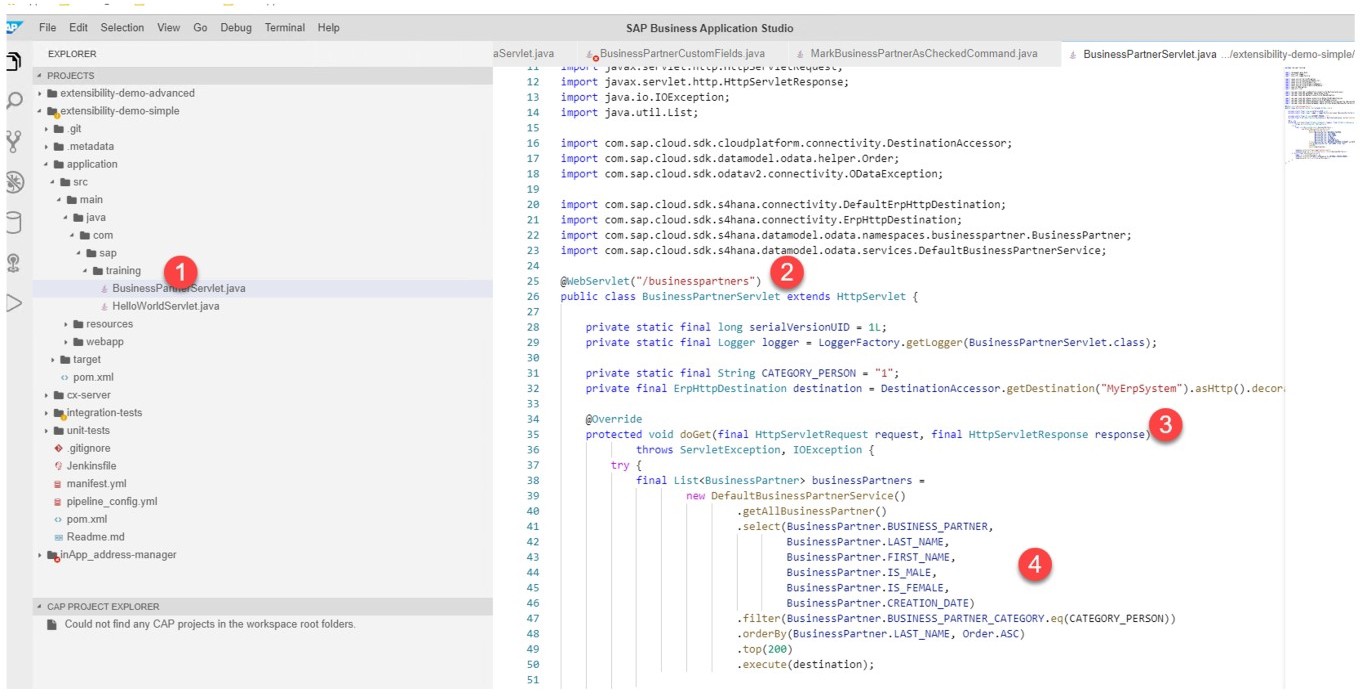 SAP
File Edit Selection View Go Debug Terminal Help
SAP Business Application Studio
EXPLORER
PROJECTS
extensibility-demo-advanced
extensibility-demo-simple
.git
.metadata
application
src
main
java
com
sap
training
1
BusinessPartnerServlet.java
HelloWorldServlet.java
resources
webapp
target
pom.xml
cx-server
integration-tests
unit-tests
.gitignore
Jenkinsfile
manifest.yml
pipeline_config.yml
pom.xml
Readme.md
inApp_address-manager
CAP PROJECT EXPLORER
Could not find any CAP projects in the workspace root folders.
aServlet.java BusinessPartnerCustomFields.java MarkBusinessPartnerAsCheckedCommand.java BusinessPartnerServlet.java .../extensibility-demo-simple/
11 import javax.servlet.http.HttpServletRequest;
12 import javax.servlet.http.HttpServletResponse;
13 import java.io.IOException;
14 import java.util.List;
15
16 import com.sap.cloud.sdk.cloudplatform.connectivity.DestinationAccessor;
17 import com.sap.cloud.sdk.datamodel.odata.helper.Order;
18 import com.sap.cloud.sdk.odatav2.connectivity.ODataException;
19
20 import com.sap.cloud.sdk.s4hana.connectivity.DefaultErpHttpDestination;
21 import com.sap.cloud.sdk.s4hana.connectivity.ErpHttpDestination;
22 import com.sap.cloud.sdk.s4hana.datamodel.odata.namespaces.businesspartner.BusinessPartner;
23 import com.sap.cloud.sdk.s4hana.datamodel.odata.services.DefaultBusinessPartnerService;
24
25 @WebServlet("/businesspartners") 2
26 public class BusinessPartnerServlet extends HttpServlet {
27
28 private static final long serialVersionUID = 1L;
29 private static final Logger logger = LoggerFactory.getLogger(BusinessPartnerServlet.class);
30
31 private static final String CATEGORY_PERSON = "1";
32 private final ErpHttpDestination destination = DestinationAccessor.getDestination("MyErpSystem").asHttp().decor
33
34 @Override
35 protected void doGet(final HttpServletRequest request, final HttpServletResponse response) 3
36 throws ServletException, IOException {
37 try {
38 final List<BusinessPartner> businessPartners =
39 new DefaultBusinessPartnerService()
40 .getAllBusinessPartner()
41 .select(BusinessPartner.BUSINESS_PARTNER,
42 BusinessPartner.LAST_NAME,
43 BusinessPartner.FIRST_NAME, 4
44 BusinessPartner.IS_MALE,
45 BusinessPartner.IS_FEMALE,
46 BusinessPartner.CREATION_DATE)
47 .filter(BusinessPartner.BUSINESS_PARTNER_CATEGORY.eq(CATEGORY_PERSON))
48 .orderBy(BusinessPartner.LAST_NAME, Order.ASC)
49 .top(200)
50 .execute(destination);
51